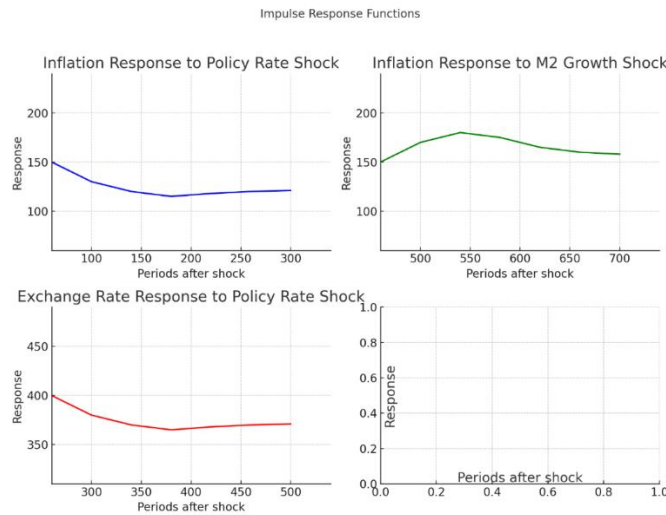 Impulse Response Functions
Inflation Response to Policy Rate Shock
Response
200
150
100
100 150 200 250 300
Periods after shock
Inflation Response to M2 Growth Shock
Response
200
150
100
500 550 600 650 700
Periods after shock
Exchange Rate Response to Policy Rate Shock
Response
450
400
350
300 350 400 450 500
Periods after shock
1.0
0.8
0.6
0.4
0.2
0.0
Response
Periods after shock
0.0 0.2 0.4 0.6 0.8 1.0